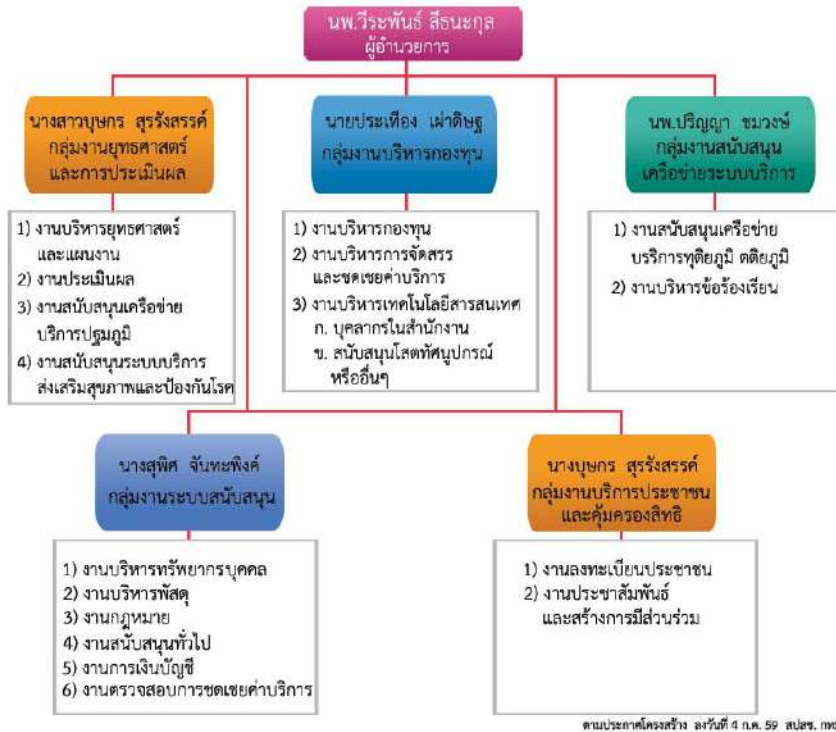 นพ.วีระพันธ์ ลีธนะกุล
ผู้อำนวยการ
นางสาวบุษกร สุรรังสรรค์
กลุ่มงานยุทธศาสตร์
และการประเมินผล
นายประเทือง เผ่าดิษฐ
กลุ่มงานบริหารกองทุน
นพ.ปริญญา ชมวงษ์
กลุ่มงานสนับสนุน
เครือข่ายระบบบริการ
1) งานบริหารยุทธศาสตร์
และแผนงาน
2) งานประเมินผล
3) งานสนับสนุนเครือข่าย
บริการปฐมภูมิ
4) งานสนับสนุนระบบบริการ
ส่งเสริมสุขภาพและป้องกันโรค
1) งานบริหารกองทุน
2) งานบริหารการจัดสรร
และชดเชยค่าบริการ
3) งานบริหารเทคโนโลยีสารสนเทศ
ก. บุคลากรในสำนักงาน
ข. สนับสนุนโสตทัศนูปกรณ์
หรืออื่นๆ
1) งานสนับสนุนเครือข่าย
บรริการทุติยภูมิ ตติยภูมิ
2) งานบริหารข้อร้องเรียน
นางสุพิศ จันทะพิงค์
กลุ่มงานระบบสนับสนุน
นางบุษกร สุรรังสรรค์
กลุ่มงานบริการประชาชน
และคุ้มครองสิทธิ
1) งานบริหารทรัพยากรบุคคล
2) งานบริหารพัสดุ
3) งานกฎหมาย
4) งานสนับสนุนทั่วไป
5) งานการเงินบัญชี
6) งานตรวจสอบการชดเชยค่าบริการ
1) งานลงทะเบียนประชาชน
2) งานประชาสัมพันธ์
และสร้างการมีส่วนร่วม
ตามประกาศโครงสร้าง ลงวันที่ 4 ก.ค. 59 สปสช.